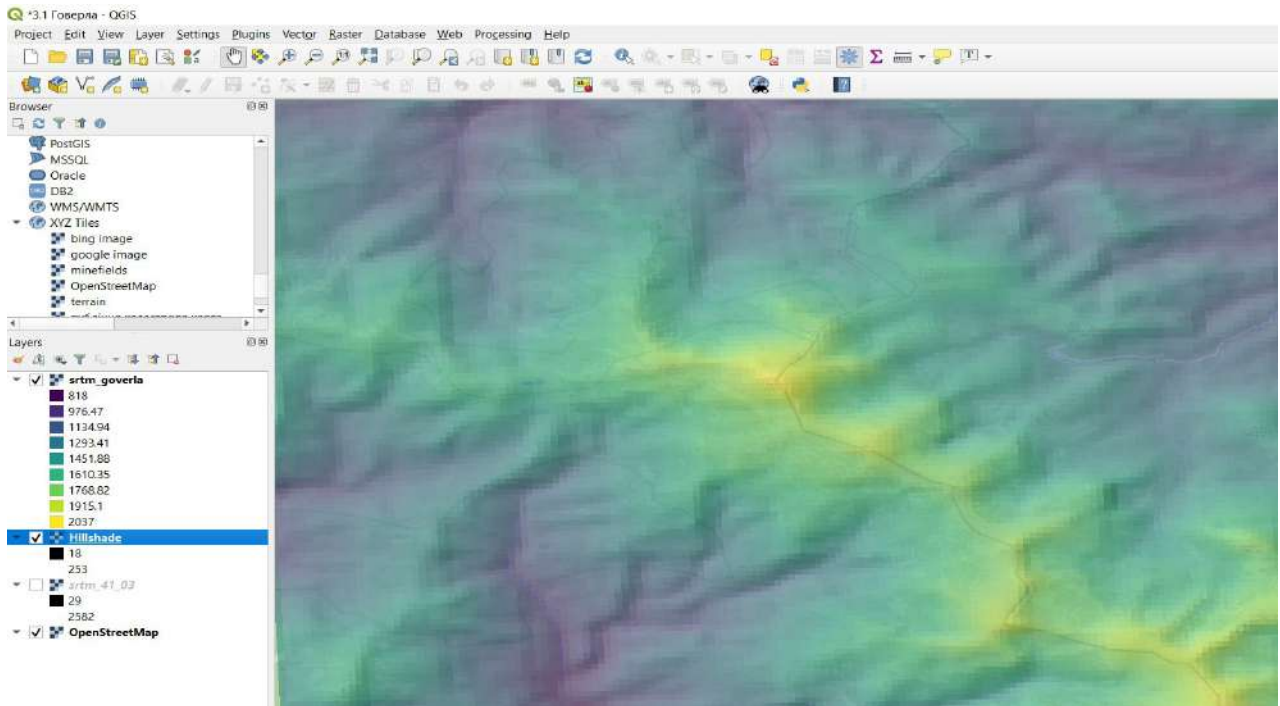 *3.1 Говерла - QGIS
Project Edit View Layer Settings Plugins Vector Raster Database Web Processing Help
Browser
PostGIS
MSSQL
Oracle
DB2
WMS/WMTS
XYZ Tiles
bing image
google image
minefields
OpenStreetMap
terrain
Layers
srtm_goverla
818
976.47
1134.94
1293.41
1451.88
1610.35
1768.82
1915.1
2037
Hillshade
18
253
srtm_41_03
29
2582
OpenStreetMap